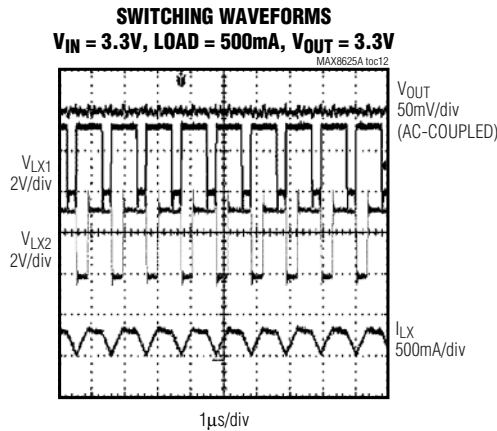 SWITCHING WAVEFORMS
VIN = 3.3V, LOAD = 500mA, VOUT = 3.3V
MAX8625A toc12
VOUT
50mV/div
(AC-COUPLED)
VLX1
2V/div
VLX2
2V/div
ILX
500mA/div
1µs/div